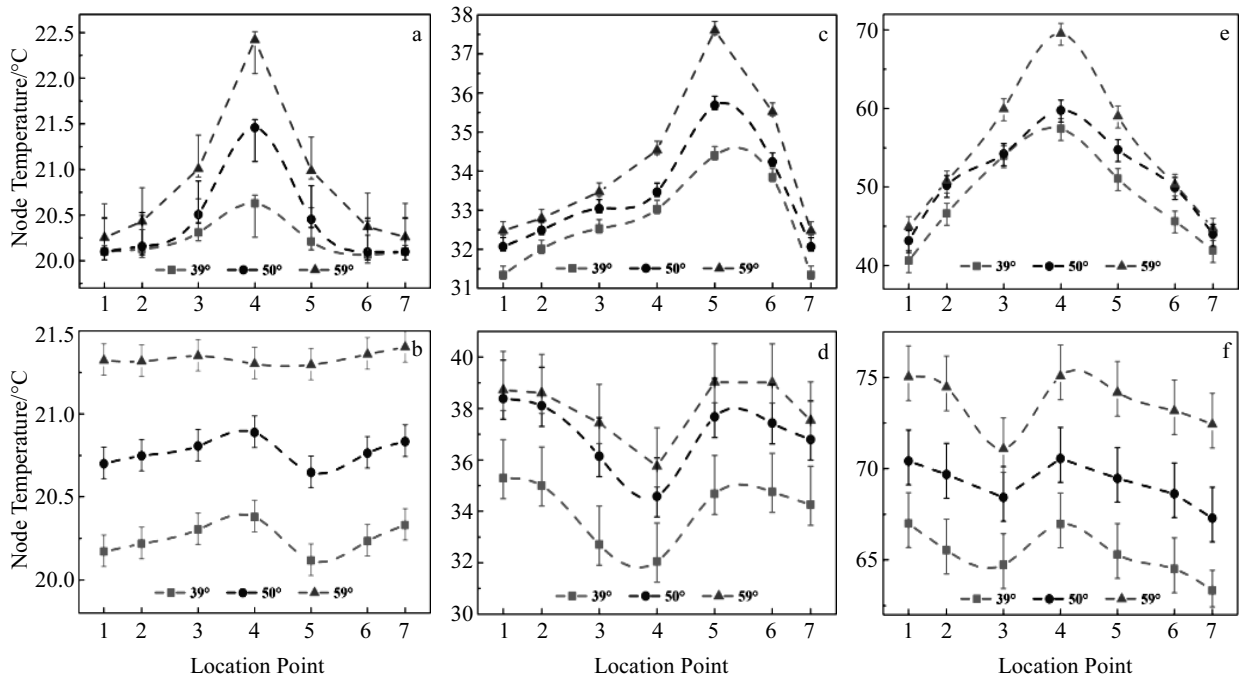 Node Temperature/°C
22.5
22.0
21.5
21.0
20.5
20.0
a
39° 50° 59°
1 2 3 4 5 6 7
38
37
36
35
34
33
32
31
c
39° 50° 59°
1 2 3 4 5 6 7
70
60
50
40
e
39° 50° 59°
1 2 3 4 5 6 7
Node Temperature/°C
21.5
21.0
20.5
20.0
b
39° 50° 59°
1 2 3 4 5 6 7
Location Point
40
38
36
34
32
30
d
39° 50° 59°
1 2 3 4 5 6 7
Location Point
75
70
65
f
39° 50° 59°
1 2 3 4 5 6 7
Location Point